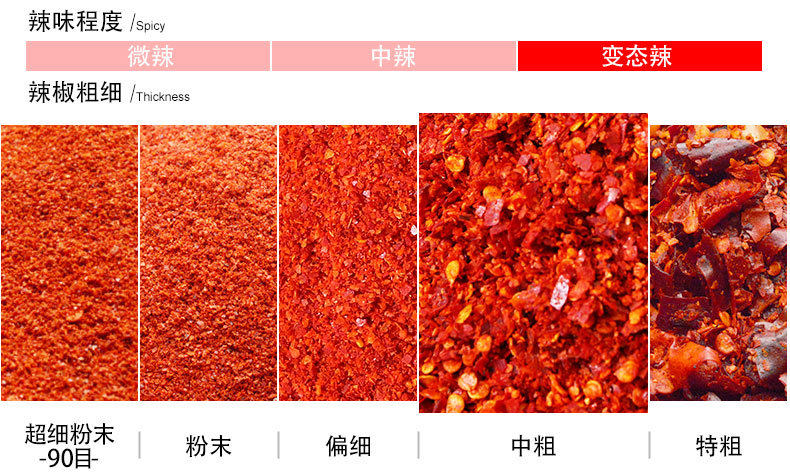 辣味程度 /Spicy
微辣 中辣 变态辣
辣椒粗细 /Thickness
超细粉末 粉末 偏细 中粗 特粗
-90目-